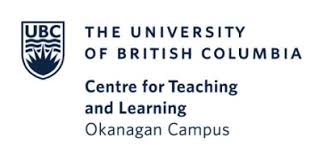 UBC
THE UNIVERSITY
OF BRITISH COLUMBIA
Centre for Teaching
and Learning
Okanagan Campus